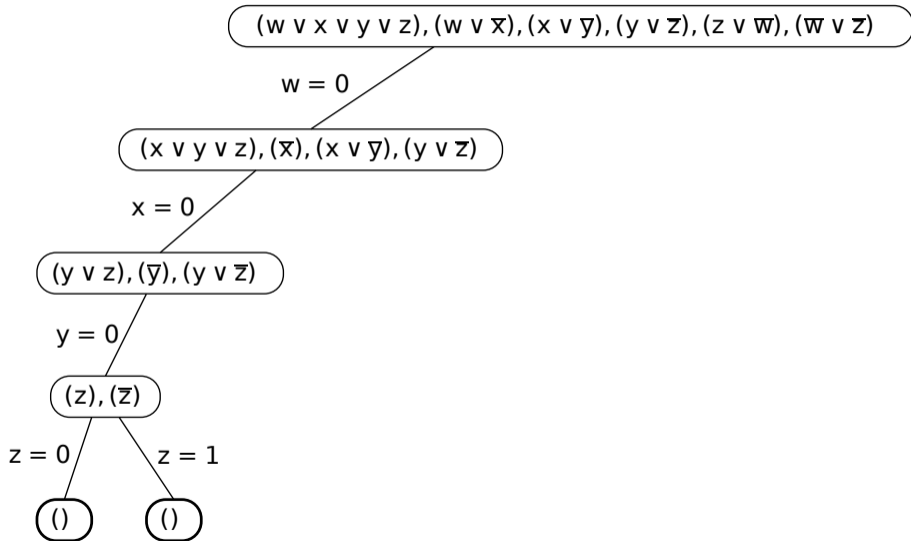 (w ∨ x ∨ y ∨ z), (w ∨ x̅), (x ∨ y̅), (y ∨ z̅), (z ∨ w̅), (w̅ ∨ z̅)
w = 0
(x ∨ y ∨ z), (x̅), (x ∨ y̅), (y ∨ z̅)
x = 0
(y ∨ z), (y̅), (y ∨ z̅)
y = 0
(z), (z̅)
z = 0 z = 1
() ()